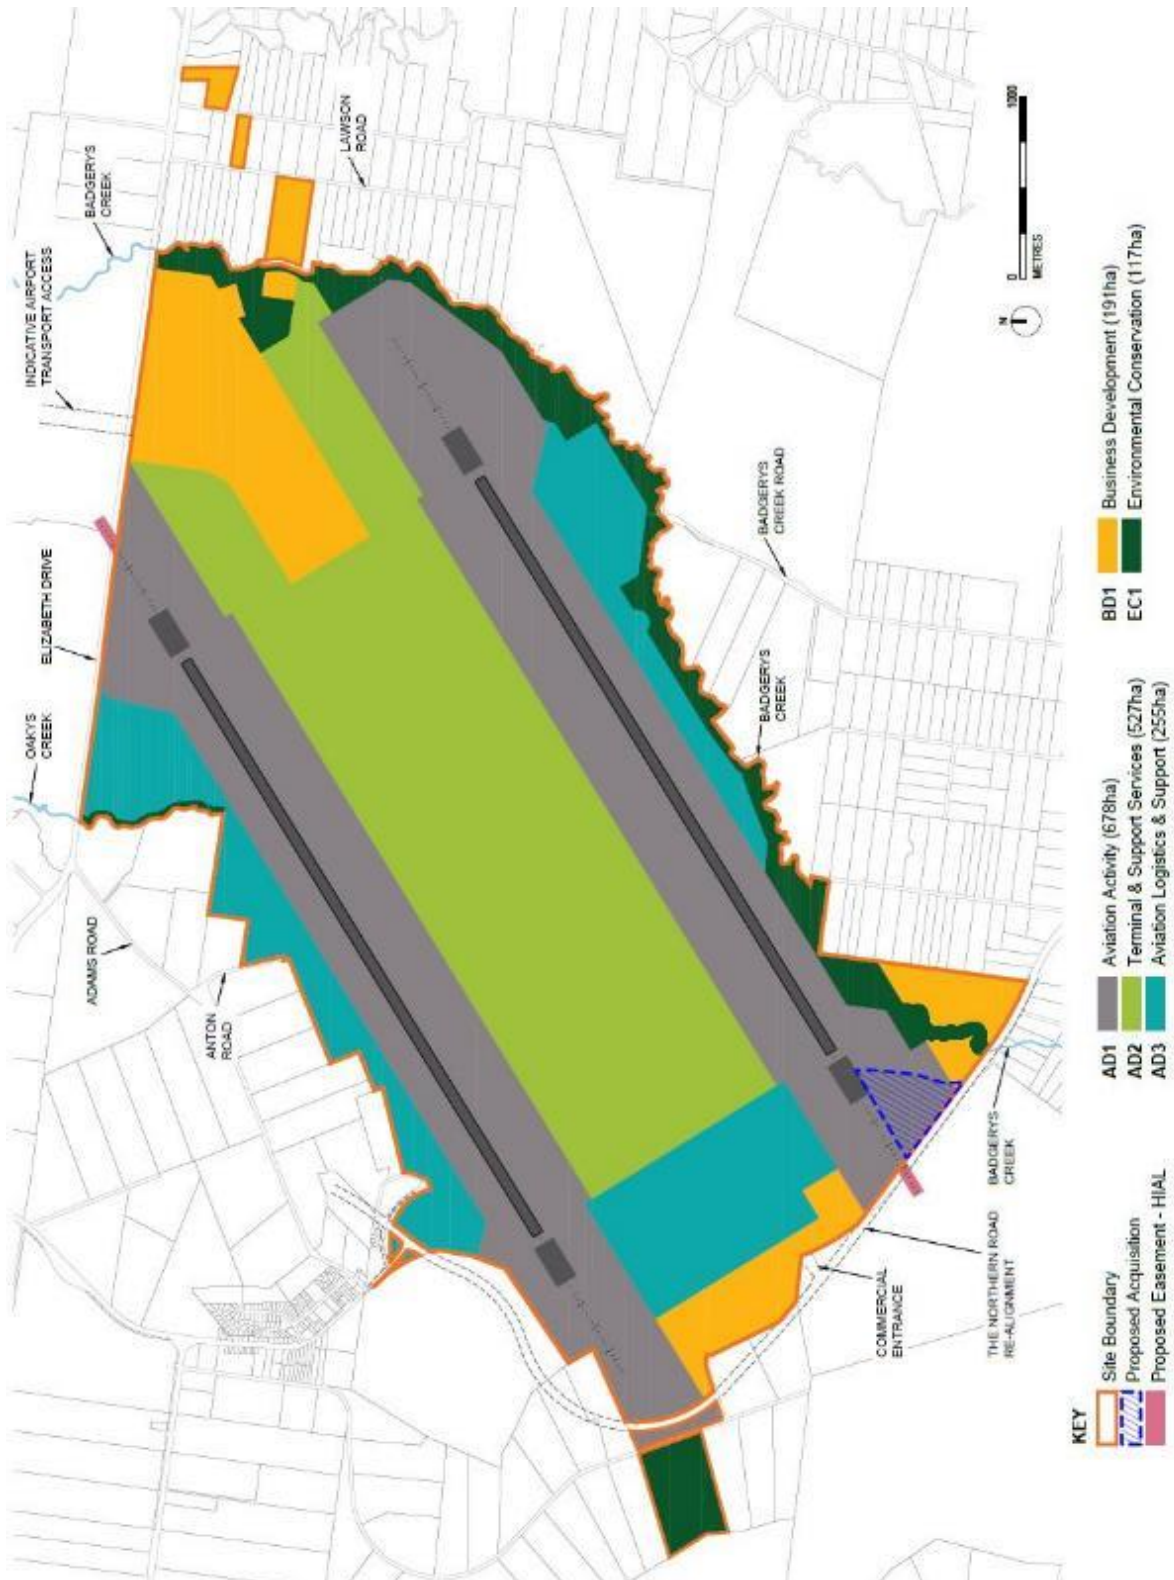 OAKYS
CREEK
ELIZABETH DRIVE
INDICATIVE AIRPORT
TRANSPORT ACCESS
BADGERYS
CREEK
ADAMS ROAD
ANTON
ROAD
LAWSON
ROAD
BADGERYS
CREEK ROAD
BADGERYS
CREEK
COMMERCIAL
ENTRANCE
THE NORTHERN ROAD
RE-ALIGNMENT
BADGERYS
CREEK
N
0
1000
METRES
KEY
Site Boundary
Proposed Acquisition
Proposed Easement - HIAL
AD1 Aviation Activity (678ha)
AD2 Terminal & Support Services (527ha)
AD3 Aviation Logistics & Support (255ha)
BD1 Business Development (191ha)
EC1 Environmental Conservation (117ha)